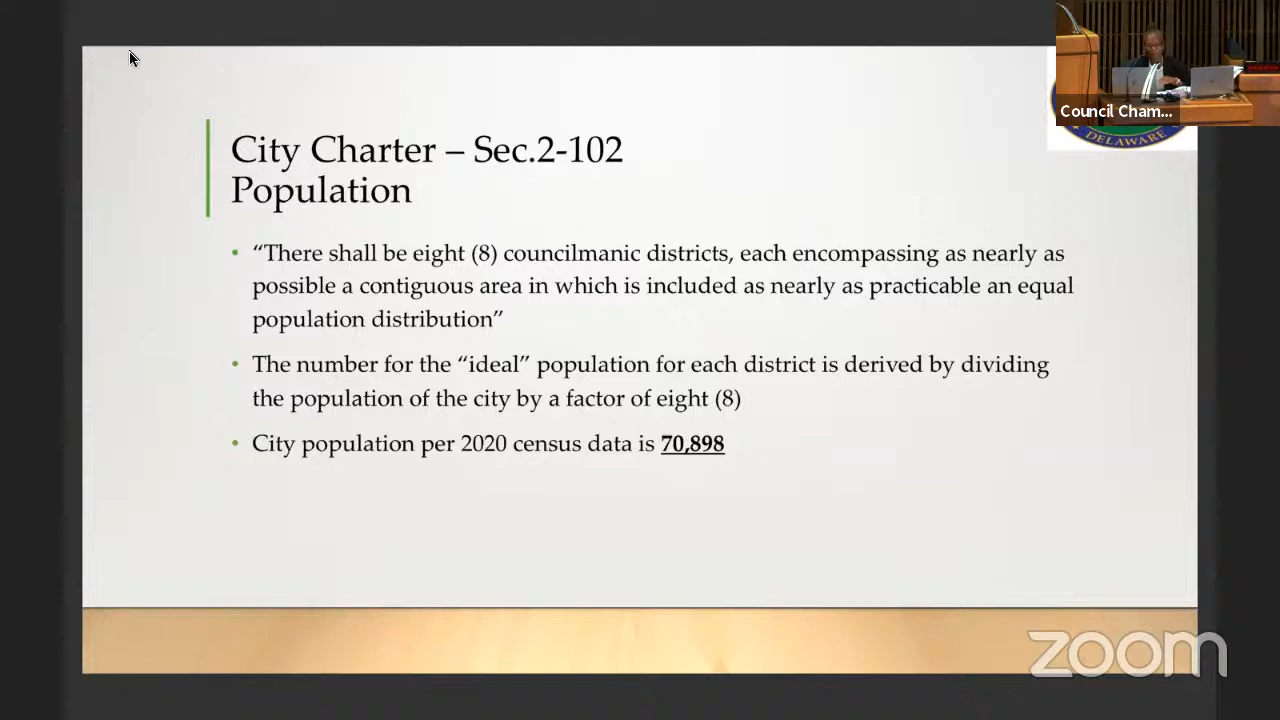 City Charter – Sec.2-102
Population
• “There shall be eight (8) councilmanic districts, each encompassing as nearly as
possible a contiguous area in which is included as nearly as practicable an equal
population distribution”
• The number for the “ideal” population for each district is derived by dividing
the population of the city by a factor of eight (8)
• City population per 2020 census data is 70,898
Council Cham...
DELAWARE
zoom